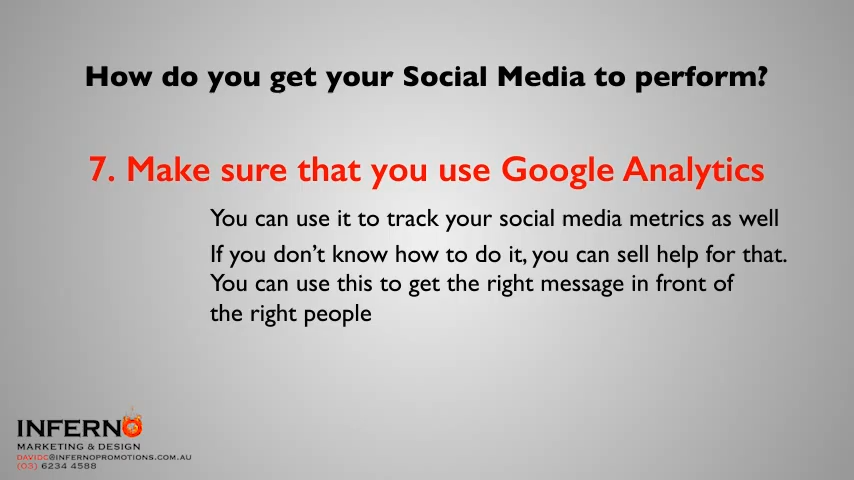 How do you get your Social Media to perform?
7. Make sure that you use Google Analytics
You can use it to track your social media metrics as well
If you don't know how to do it, you can sell help for that.
You can use this to get the right message in front of
the right people
INFERNO
MARKETING & DESIGN
DAVIDC@INFERNOPROMOTIONS.COM.AU
(03) 6234 4588